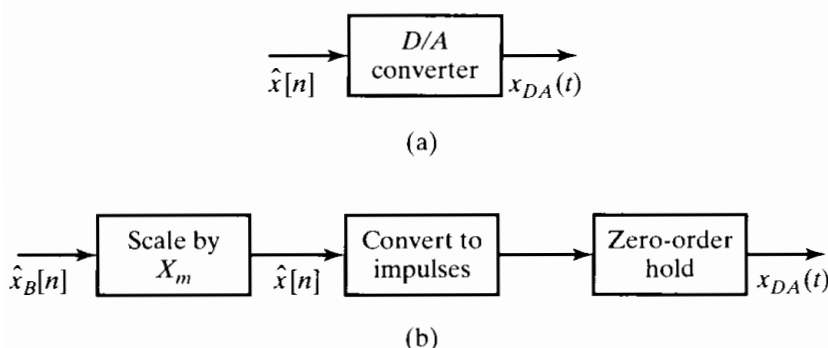 D/A
converter
x̂[n]
x_DA(t)
(a)
Scale by
X_m
Convert to
impulses
Zero-order
hold
x̂_B[n]
x̂[n]
x_DA(t)
(b)